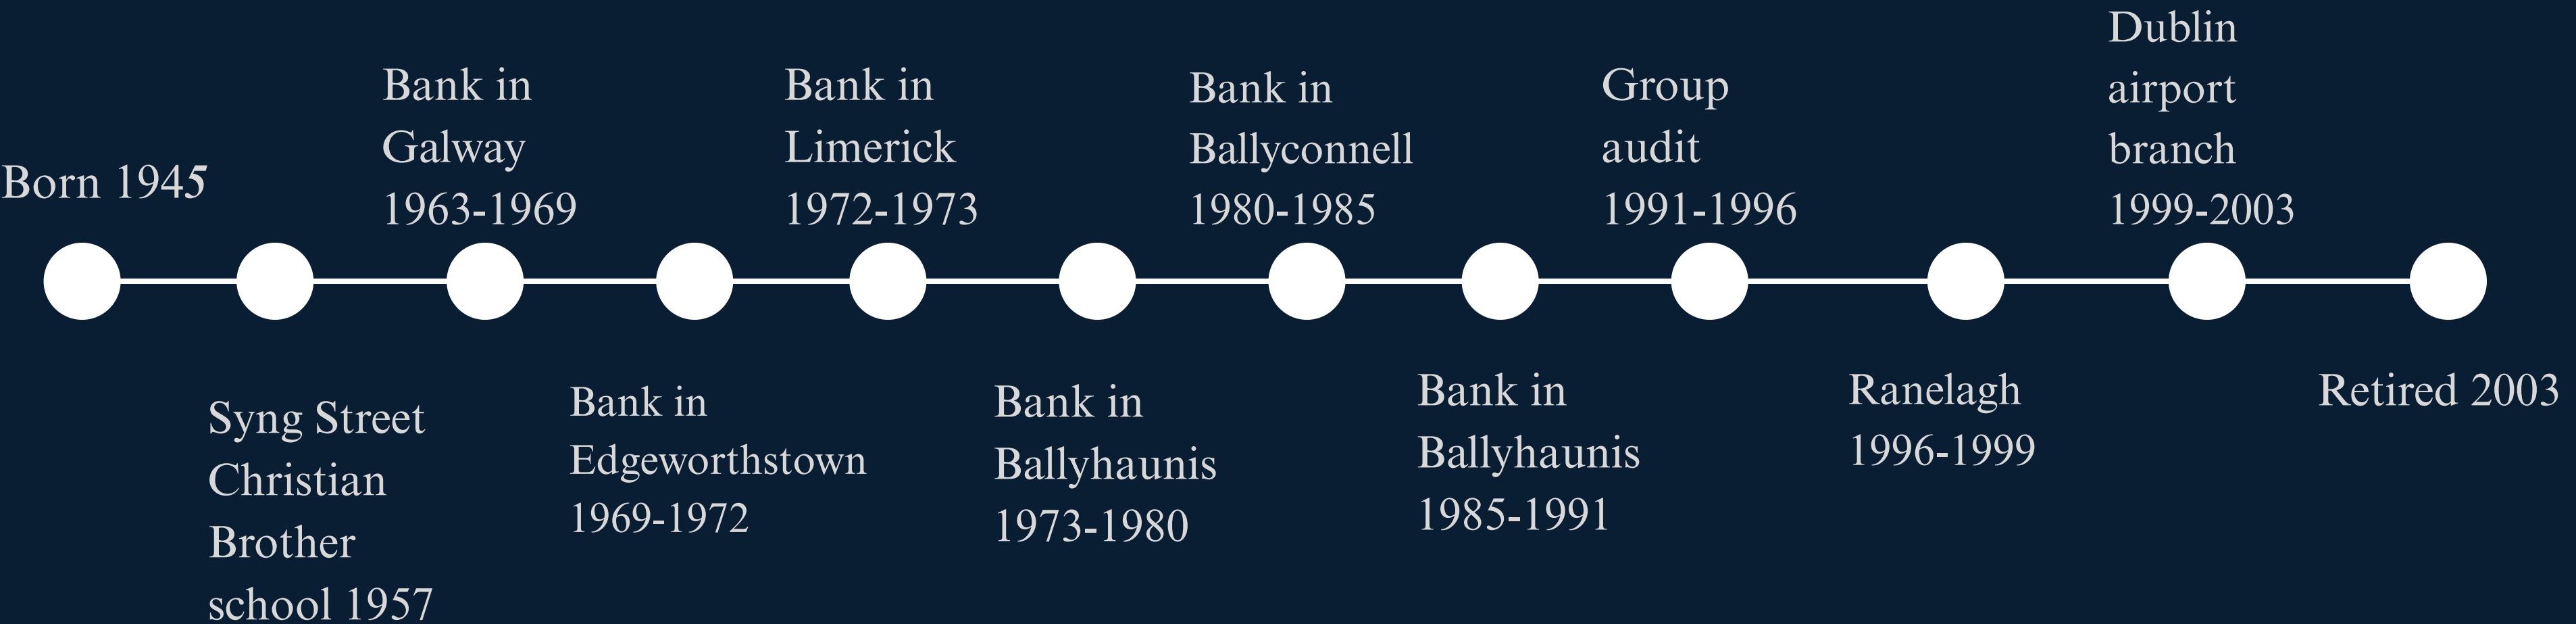 Born 1945
Syng Street
Christian
Brother
school 1957
Bank in
Galway
1963-1969
Bank in
Edgeworthstown
1969-1972
Bank in
Limerick
1972-1973
Bank in
Ballyhaunis
1973-1980
Bank in
Ballyconnell
1980-1985
Bank in
Ballyhaunis
1985-1991
Group
audit
1991-1996
Ranelagh
1996-1999
Dublin
airport
branch
1999-2003
Retired 2003